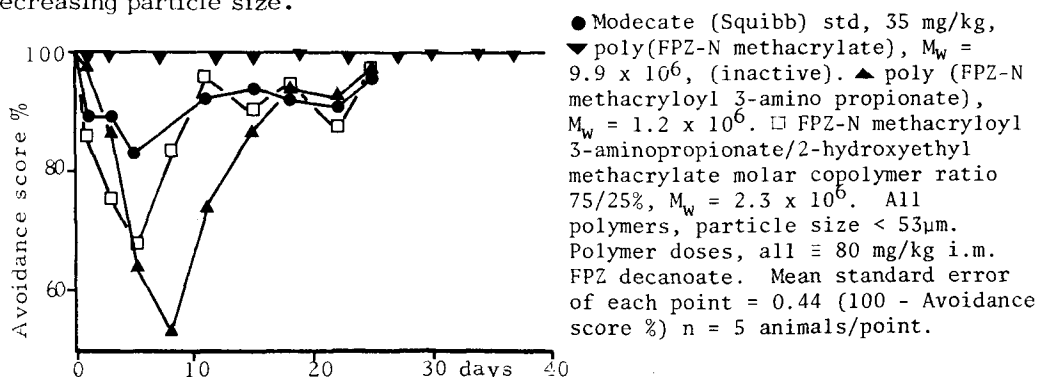 ecreasing particle size.
● Modecate (Squibb) std, 35 mg/kg,
▼ poly(FPZ-N methacrylate), Mw =
9.9 x 10⁶, (inactive). ▲ poly (FPZ-N
methacryloyl 3-amino propionate),
Mw = 1.2 x 10⁶. □ FPZ-N methacryloyl
3-aminopropionate/2-hydroxyethyl
methacrylate molar copolymer ratio
75/25%, Mw = 2.3 x 10⁶. All
polymers, particle size < 53μm.
Polymer doses, all ≡ 80 mg/kg i.m.
FPZ decanoate. Mean standard error
of each point = 0.44 (100 - Avoidance
score %) n = 5 animals/point.
Avoidance score %
100
80
60
0 10 20 30 days 40